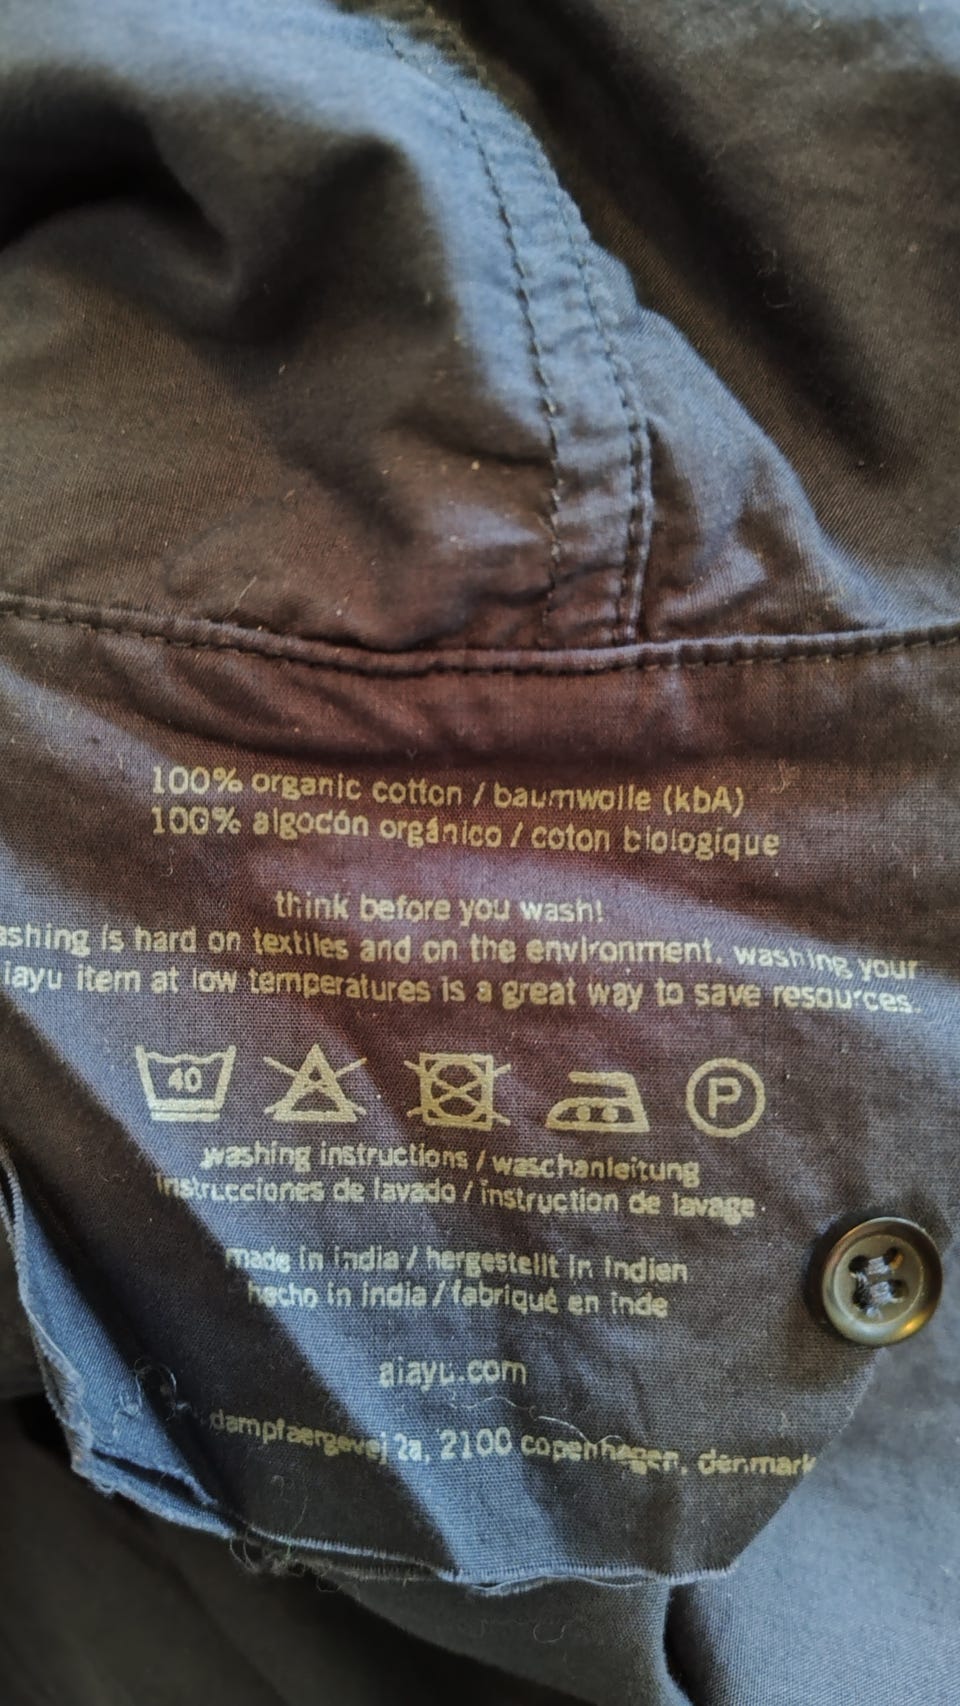 100% organic cotton / baumwolle (kbA)
100% algodón orgánico / coton biologique
think before you wash!
ashing is hard on textiles and on the environment. washing your
iayu item at low temperatures is a great way to save resources.
40
P
washing instructions / waschanleitung
instrucciones de lavado / instruction de lavage
made in india / hergestellt in indien
hecho in india / fabriqué en inde
aiayu.com
dampfaergevej 2a, 2100 copenhagen, denmark